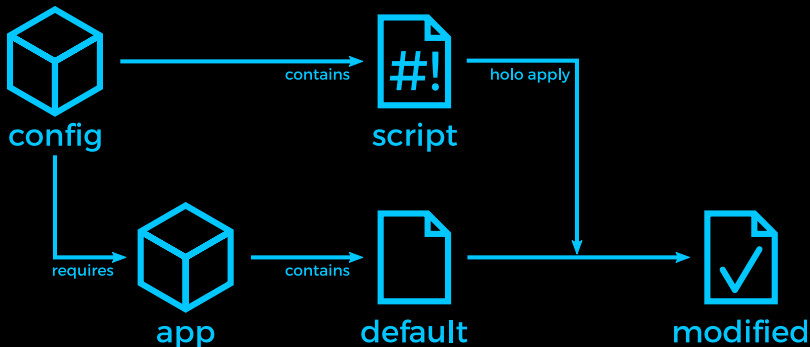 #!
contains
holo apply
config
script
requires
contains
app
default
modified